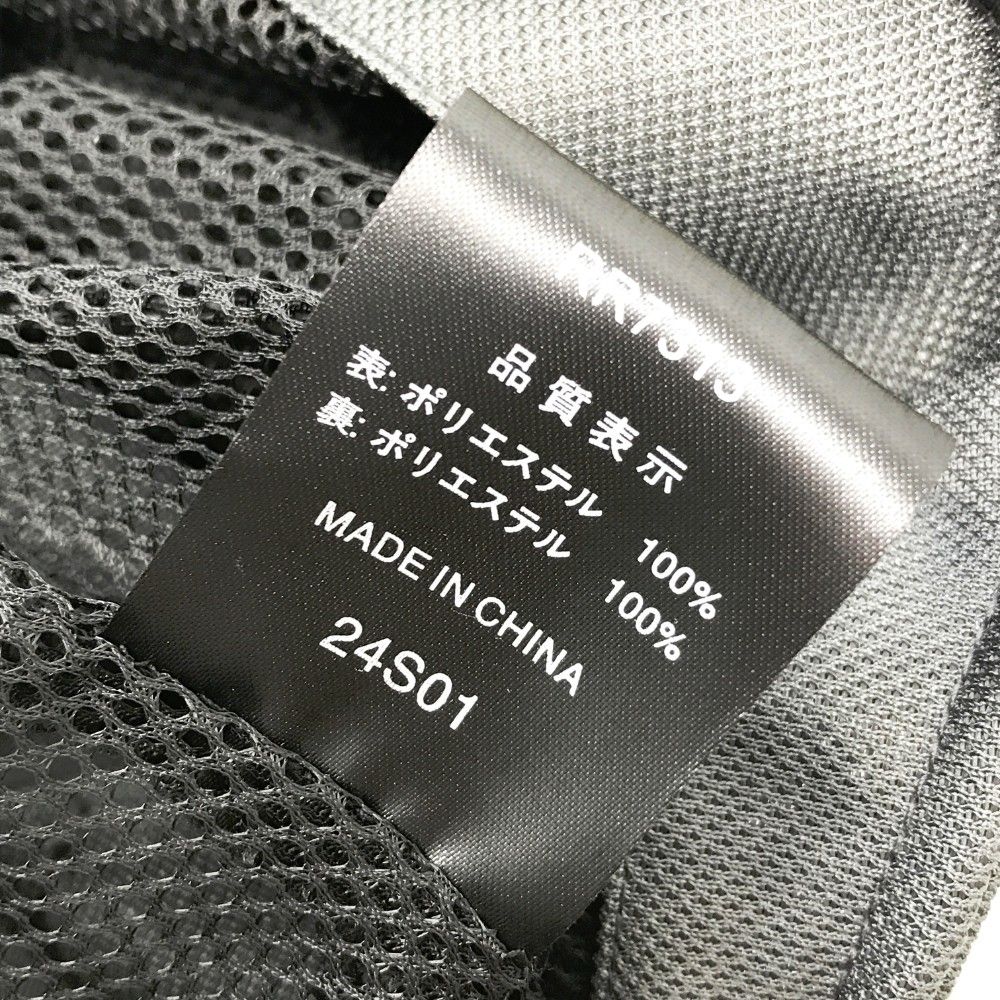 品質表示
表: ポリエステル 100%
裏: ポリエステル 100%
MADE IN CHINA
24S01